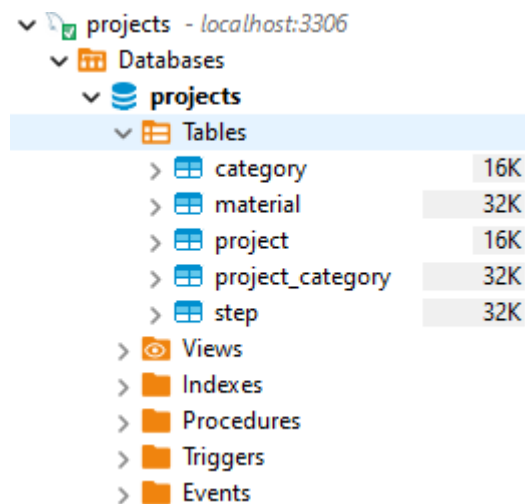 projects - localhost:3306
Databases
projects
Tables
category 16K
material 32K
project 16K
project_category 32K
step 32K
Views
Indexes
Procedures
Triggers
Events